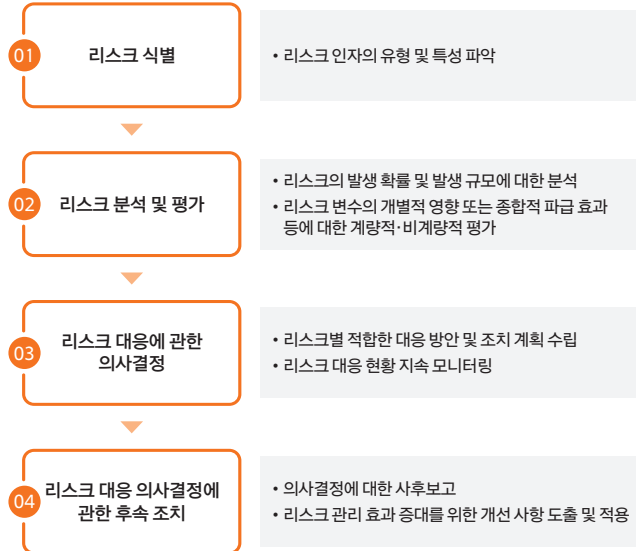 01
리스크 식별
• 리스크 인자의 유형 및 특성 파악
02
리스크 분석 및 평가
• 리스크의 발생 확률 및 발생 규모에 대한 분석
• 리스크 변수의 개별적 영향 또는 종합적 파급 효과
등에 대한 계량적·비계량적 평가
03
리스크 대응에 관한
의사결정
• 리스크별 적합한 대응 방안 및 조치 계획 수립
• 리스크 대응 현황 지속 모니터링
04
리스크 대응 의사결정에
관한 후속 조치
• 의사결정에 대한 사후보고
• 리스크 관리 효과 증대를 위한 개선 사항 도출 및 적용